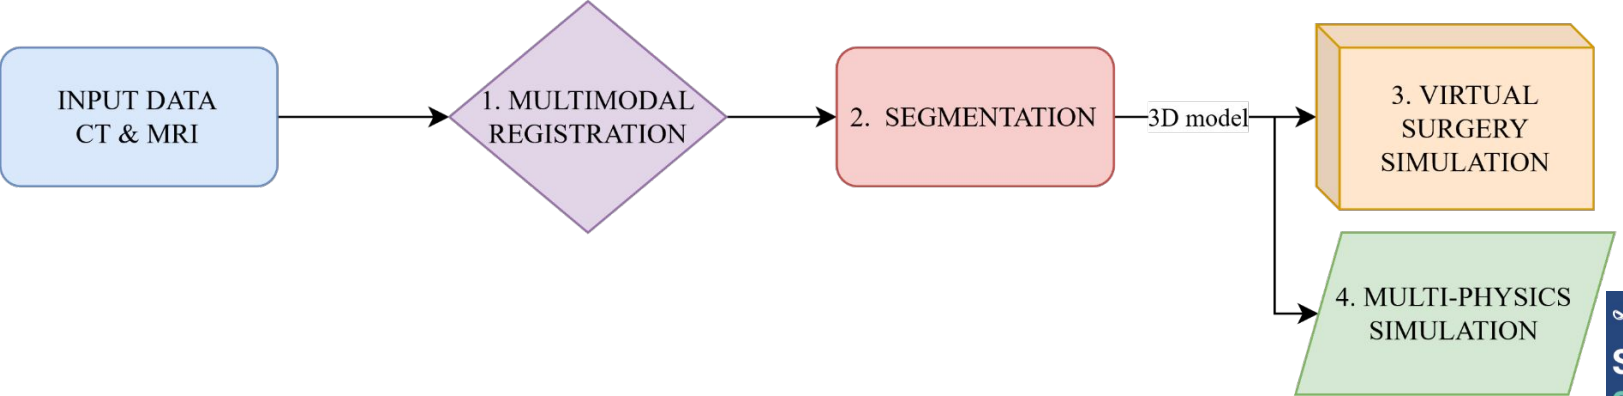 INPUT DATA
CT & MRI
1. MULTIMODAL
REGISTRATION
2. SEGMENTATION
3D model
3. VIRTUAL
SURGERY
SIMULATION
4. MULTI-PHYSICS
SIMULATION